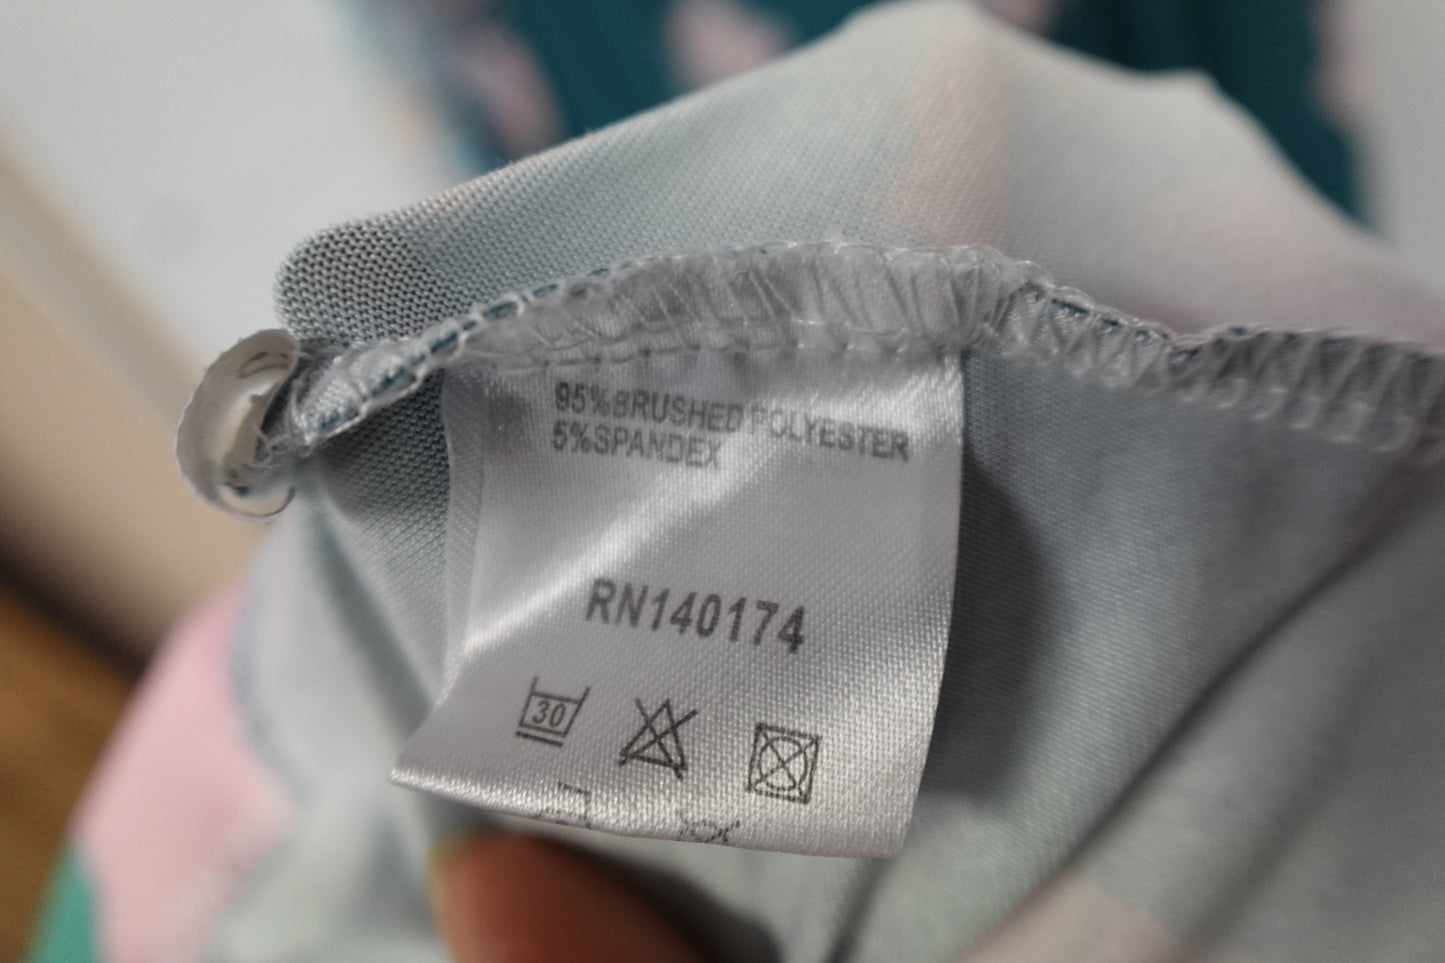 95%BRUSHED POLYESTER
5%SPANDEX
RN140174
30